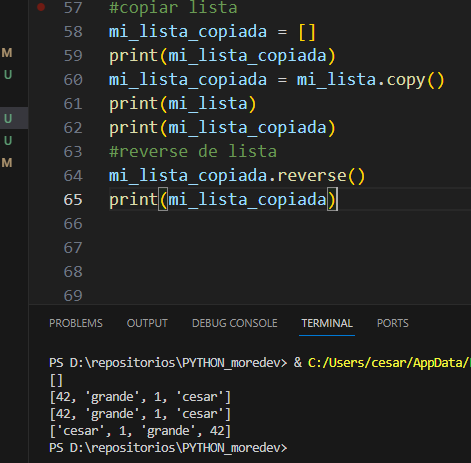 57 #copiar lista
58 mi_lista_copiada = []
M 59 print(mi_lista_copiada)
U 60 mi_lista_copiada = mi_lista.copy()
61 print(mi_lista)
U 62 print(mi_lista_copiada)
U 63 #reverse de lista
M 64 mi_lista_copiada.reverse()
65 print(mi_lista_copiada)
66
67
68
69
PROBLEMS OUTPUT DEBUG CONSOLE TERMINAL PORTS
PS D:\repositorios\PYTHON_moredev> & C:/Users/cesar/AppData/
[]
[42, 'grande', 1, 'cesar']
[42, 'grande', 1, 'cesar']
['cesar', 1, 'grande', 42]
PS D:\repositorios\PYTHON_moredev>